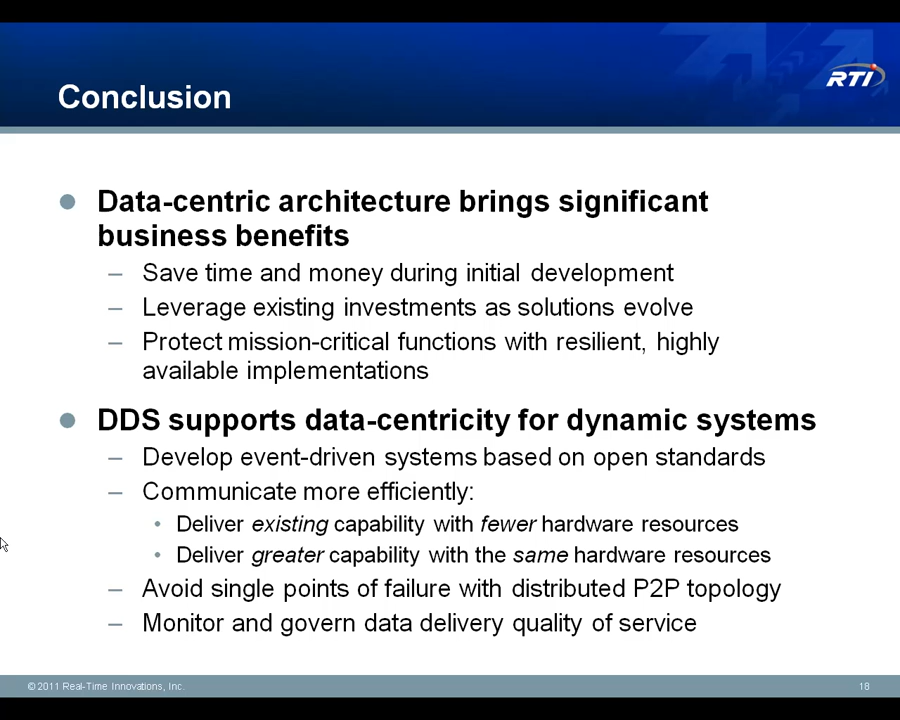 RTI
Conclusion
Data-centric architecture brings significant
business benefits
– Save time and money during initial development
– Leverage existing investments as solutions evolve
– Protect mission-critical functions with resilient, highly
available implementations
DDS supports data-centricity for dynamic systems
– Develop event-driven systems based on open standards
– Communicate more efficiently:
• Deliver existing capability with fewer hardware resources
• Deliver greater capability with the same hardware resources
– Avoid single points of failure with distributed P2P topology
– Monitor and govern data delivery quality of service
© 2011 Real-Time Innovations, Inc.
18